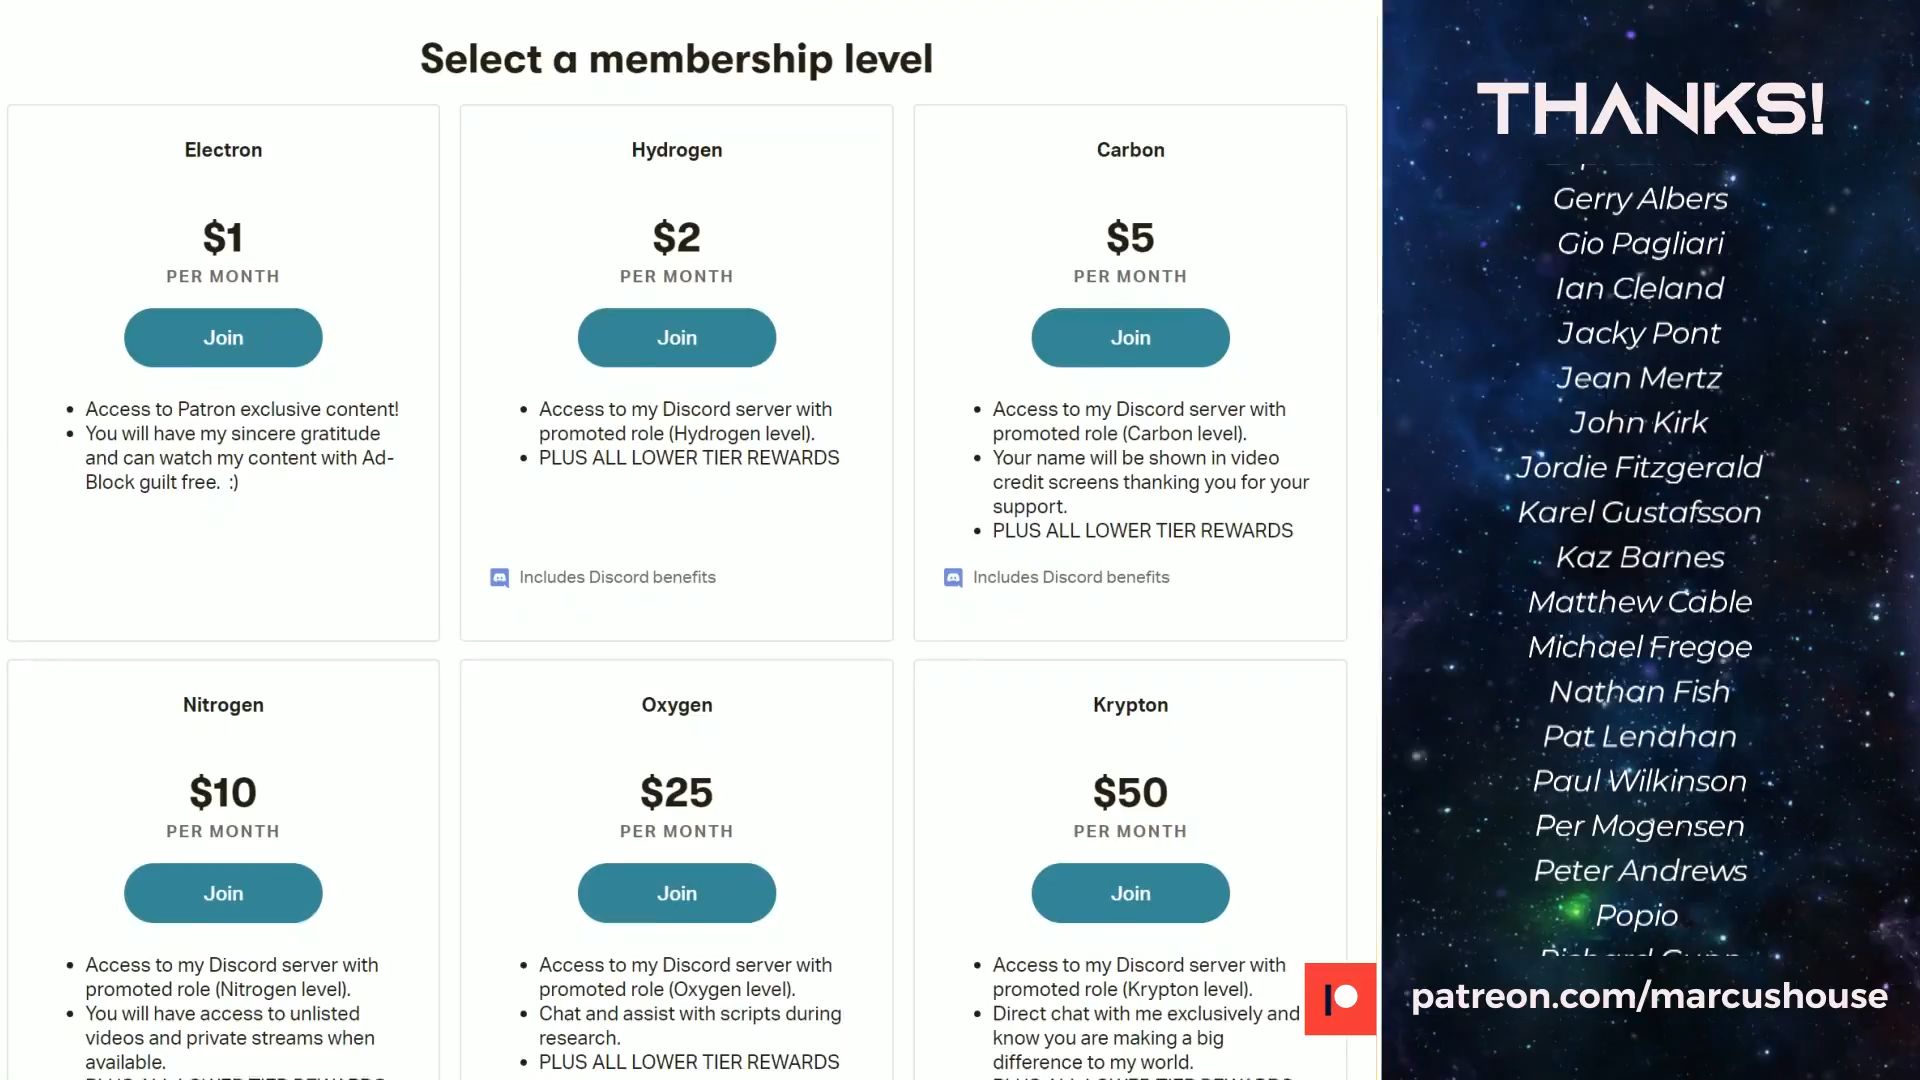 Select a membership level
Electron
$1
PER MONTH
Join
Access to Patron exclusive content!
You will have my sincere gratitude
and can watch my content with Ad-
Block guilt free. :)
Hydrogen
$2
PER MONTH
Join
Access to my Discord server with
promoted role (Hydrogen level).
PLUS ALL LOWER TIER REWARDS
Includes Discord benefits
Carbon
$5
PER MONTH
Join
Access to my Discord server with
promoted role (Carbon level).
Your name will be shown in video
credit screens thanking you for your
support.
PLUS ALL LOWER TIER REWARDS
Includes Discord benefits
Nitrogen
$10
PER MONTH
Join
Access to my Discord server with
promoted role (Nitrogen level).
You will have access to unlisted
videos and private streams when
available.
Oxygen
$25
PER MONTH
Join
Access to my Discord server with
promoted role (Oxygen level).
Chat and assist with scripts during
research.
PLUS ALL LOWER TIER REWARDS
Krypton
$50
PER MONTH
Join
Access to my Discord server with
promoted role (Krypton level).
Direct chat with me exclusively and
know you are making a big
difference to my world.
THANKS!
Gerry Albers
Gio Pagliari
Ian Cleland
Jacky Pont
Jean Mertz
John Kirk
Jordie Fitzgerald
Karel Gustafsson
Kaz Barnes
Matthew Cable
Michael Fregoe
Nathan Fish
Pat Lenahan
Paul Wilkinson
Per Mogensen
Peter Andrews
Popio
patreon.com/marcushouse